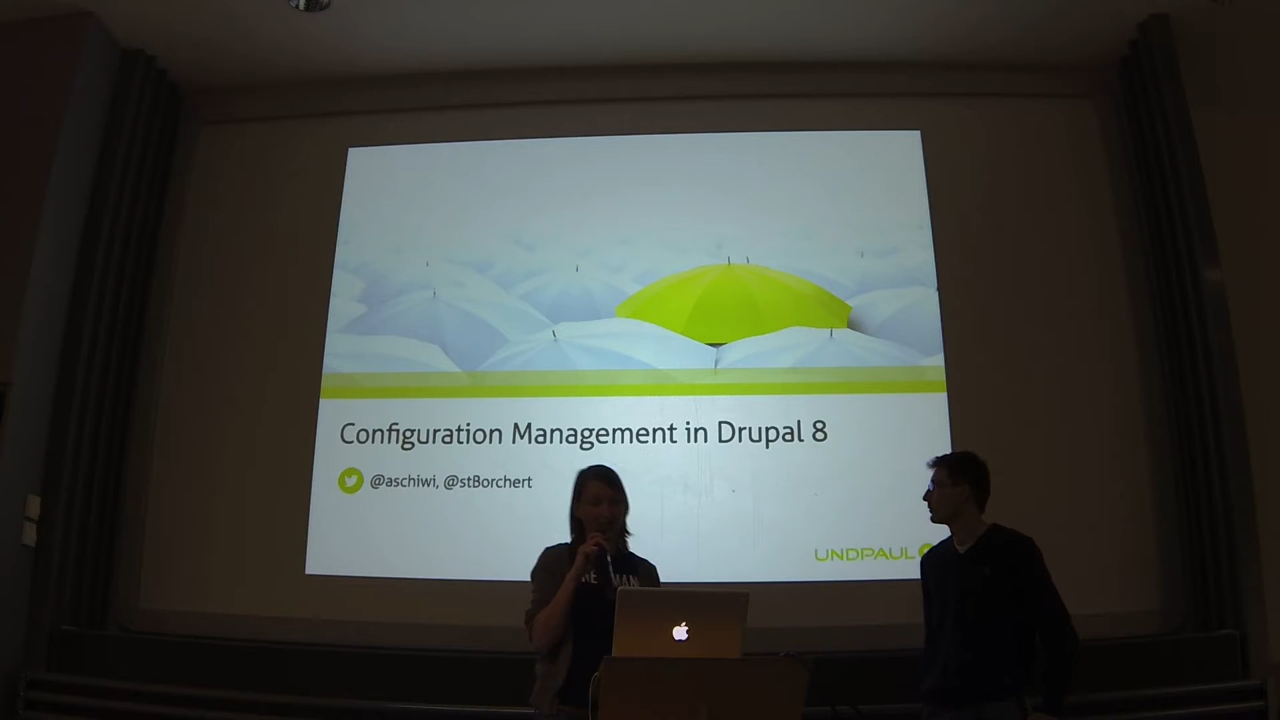 Configuration Management in Drupal 8
@aschiwi, @stBorchert
UNDPAUL